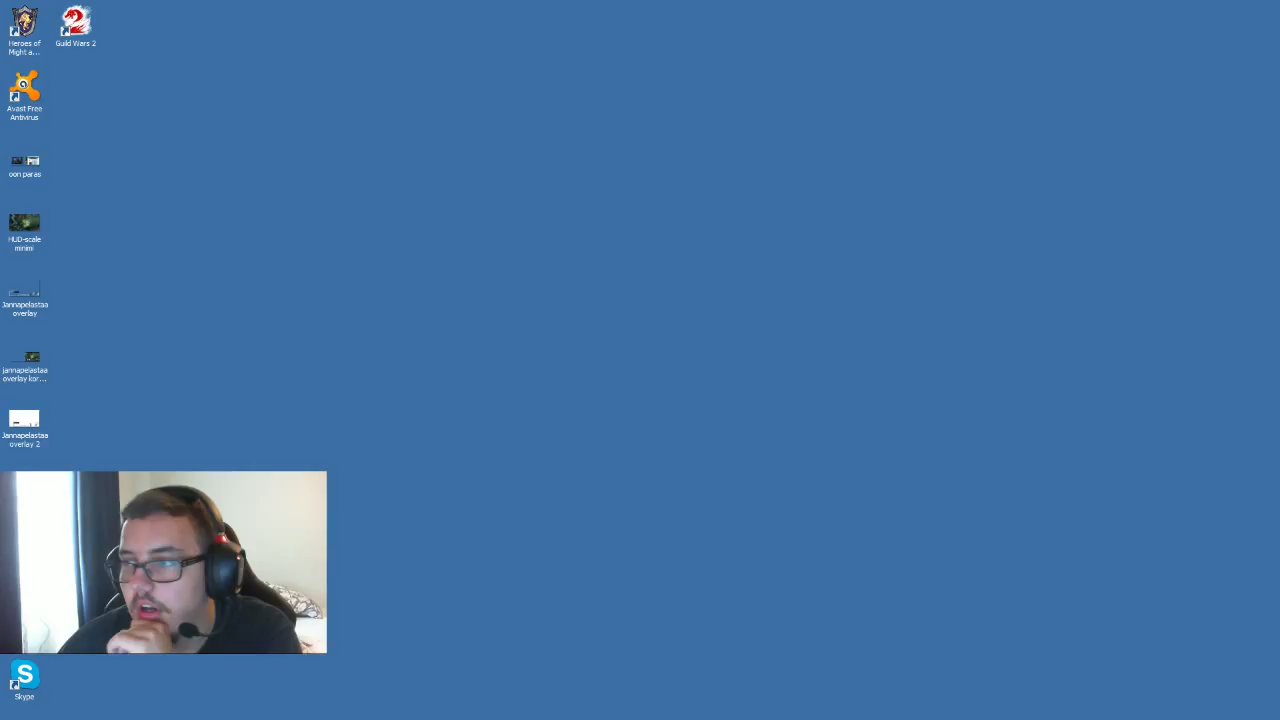 Heroes of
Might a...
Guild Wars 2
Avast Free
Antivirus
oon paras
HUD-scale
minimi
Jannapelastaa
overlay
jannapelastaa
overlay kor...
Jannapelastaa
overlay 2
Skype